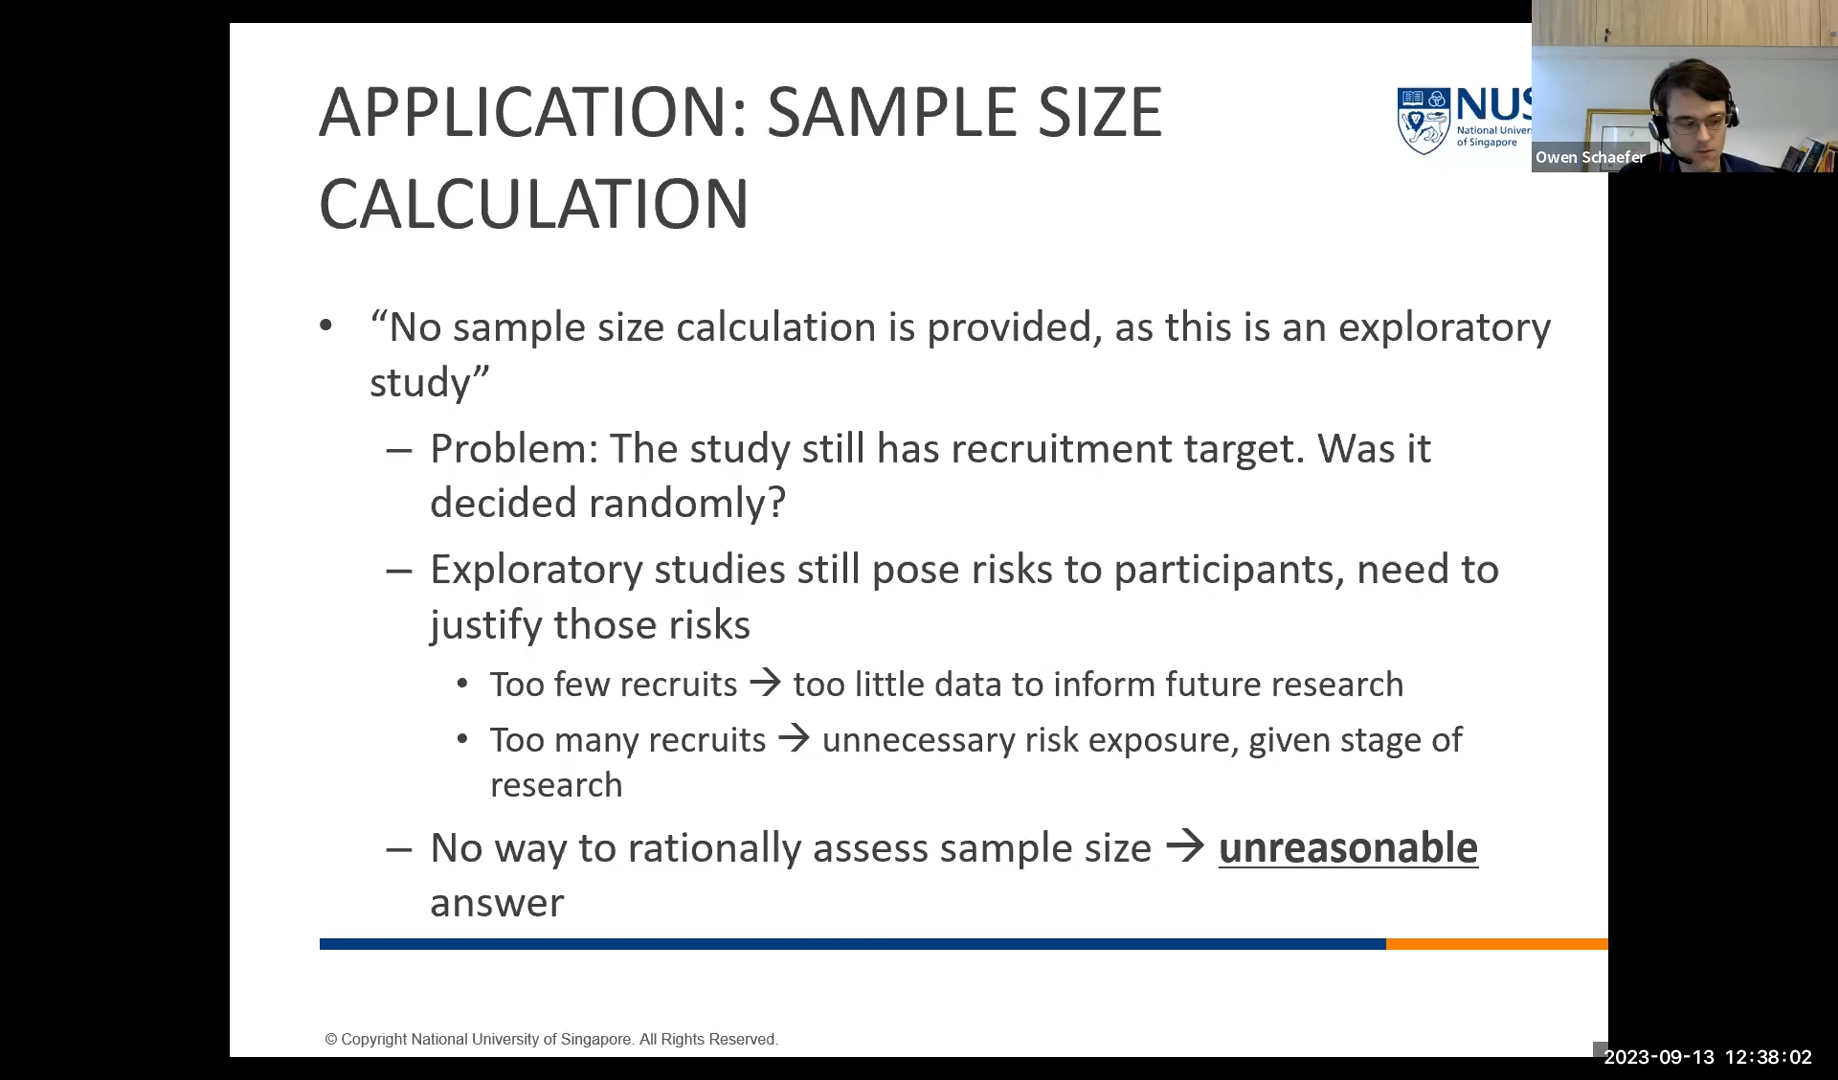 APPLICATION: SAMPLE SIZE
CALCULATION
NUS
National Univer
of Singapore
Owen Schaefer
• “No sample size calculation is provided, as this is an exploratory
study”
– Problem: The study still has recruitment target. Was it
decided randomly?
– Exploratory studies still pose risks to participants, need to
justify those risks
• Too few recruits → too little data to inform future research
• Too many recruits → unnecessary risk exposure, given stage of
research
– No way to rationally assess sample size → unreasonable
answer
© Copyright National University of Singapore. All Rights Reserved.
2023-09-13 12:38:02